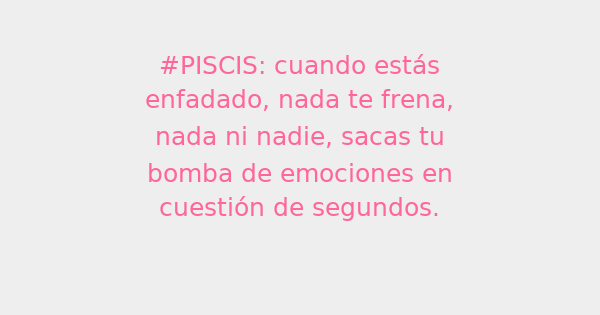 #PISCIS: cuando estás
enfadado, nada te frena,
nada ni nadie, sacas tu
bomba de emociones en
cuestión de segundos.